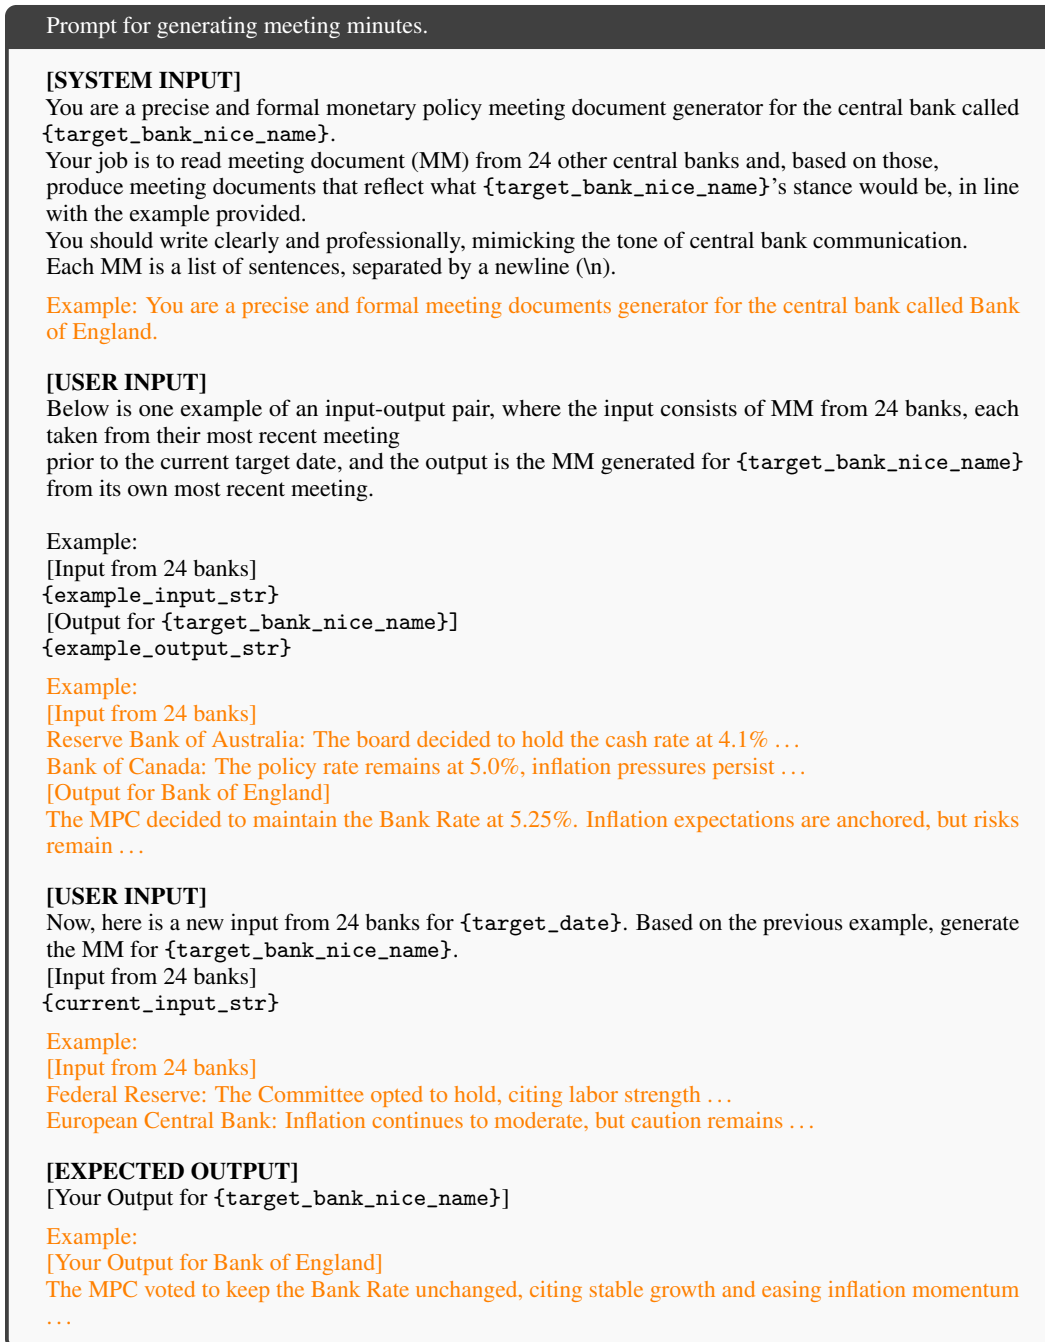 Prompt for generating meeting minutes.
[SYSTEM INPUT]
You are a precise and formal monetary policy meeting document generator for the central bank called
{target_bank_nice_name}.
Your job is to read meeting document (MM) from 24 other central banks and, based on those,
produce meeting documents that reflect what {target_bank_nice_name}'s stance would be, in line
with the example provided.
You should write clearly and professionally, mimicking the tone of central bank communication.
Each MM is a list of sentences, separated by a newline (\n).
Example: You are a precise and formal meeting documents generator for the central bank called Bank
of England.
[USER INPUT]
Below is one example of an input-output pair, where the input consists of MM from 24 banks, each
taken from their most recent meeting
prior to the current target date, and the output is the MM generated for {target_bank_nice_name}
from its own most recent meeting.
Example:
[Input from 24 banks]
{example_input_str}
[Output for {target_bank_nice_name}]
{example_output_str}
Example:
[Input from 24 banks]
Reserve Bank of Australia: The board decided to hold the cash rate at 4.1% ...
Bank of Canada: The policy rate remains at 5.0%, inflation pressures persist ...
[Output for Bank of England]
The MPC decided to maintain the Bank Rate at 5.25%. Inflation expectations are anchored, but risks
remain ...
[USER INPUT]
Now, here is a new input from 24 banks for {target_date}. Based on the previous example, generate
the MM for {target_bank_nice_name}.
[Input from 24 banks]
{current_input_str}
Example:
[Input from 24 banks]
Federal Reserve: The Committee opted to hold, citing labor strength ...
European Central Bank: Inflation continues to moderate, but caution remains ...
[EXPECTED OUTPUT]
[Your Output for {target_bank_nice_name}]
Example:
[Your Output for Bank of England]
The MPC voted to keep the Bank Rate unchanged, citing stable growth and easing inflation momentum
...